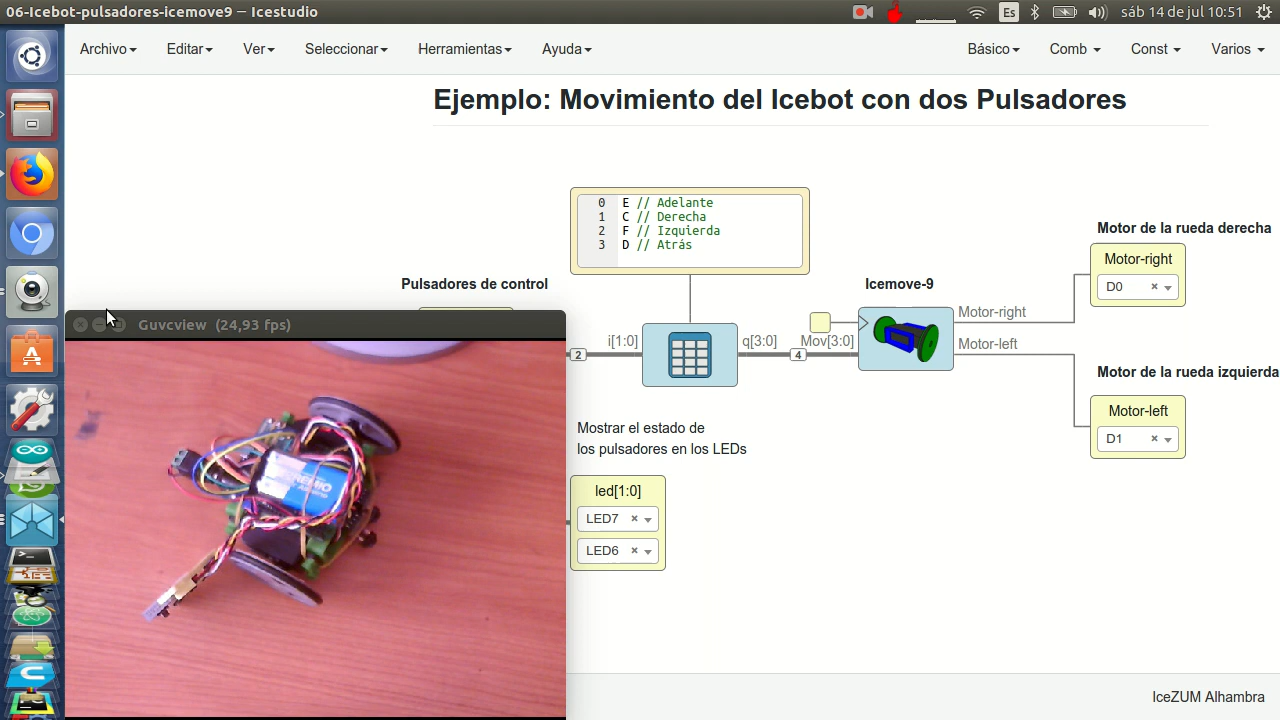 06-Icebot-pulsadores-icemove9 – Icestudio
Es
sáb 14 de jul 10:51
Archivo
Editar
Ver
Seleccionar
Herramientas
Ayuda
Básico
Comb
Const
Varios
Ejemplo: Movimiento del Icebot con dos Pulsadores
0 E // Adelante
1 C // Derecha
2 F // Izquierda
3 D // Atrás
Pulsadores de control
Icemove-9
Motor de la rueda derecha
Motor-right
D0
Guvcview (24,93 fps)
2
i[1:0]
q[3:0]
4
Mov[3:0]
Motor-right
Motor-left
Motor de la rueda izquierda
Motor-left
D1
Mostrar el estado de
los pulsadores en los LEDs
led[1:0]
LED7
LED6
IceZUM Alhambra